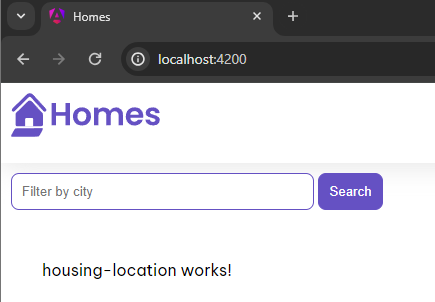 Homes
localhost:4200
Homes
Filter by city
Search
housing-location works!